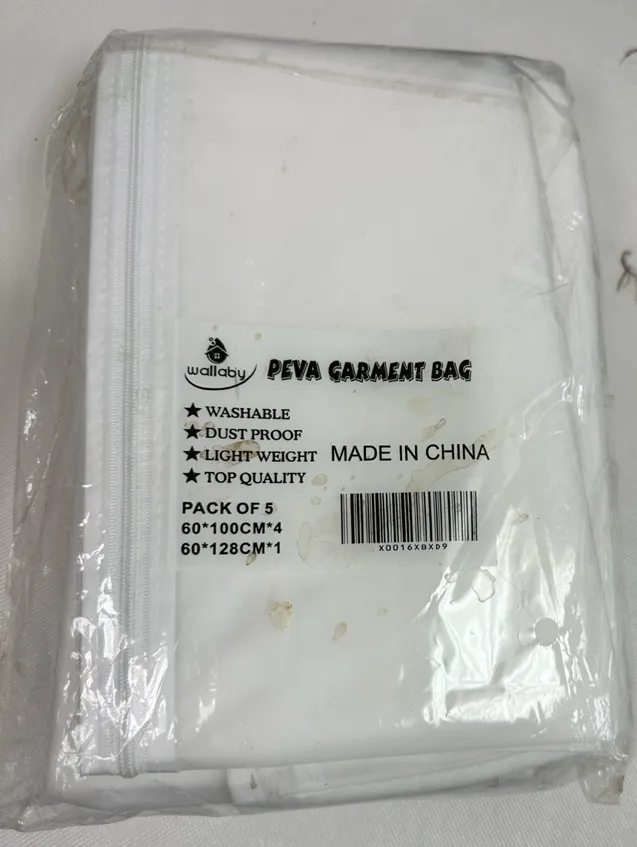 wallaby
PEVA GARMENT BAG
★ WASHABLE
★ DUST PROOF
★ LIGHT WEIGHT MADE IN CHINA
★ TOP QUALITY
PACK OF 5
60*100CM*4
60*128CM*1
X0016XBXD9